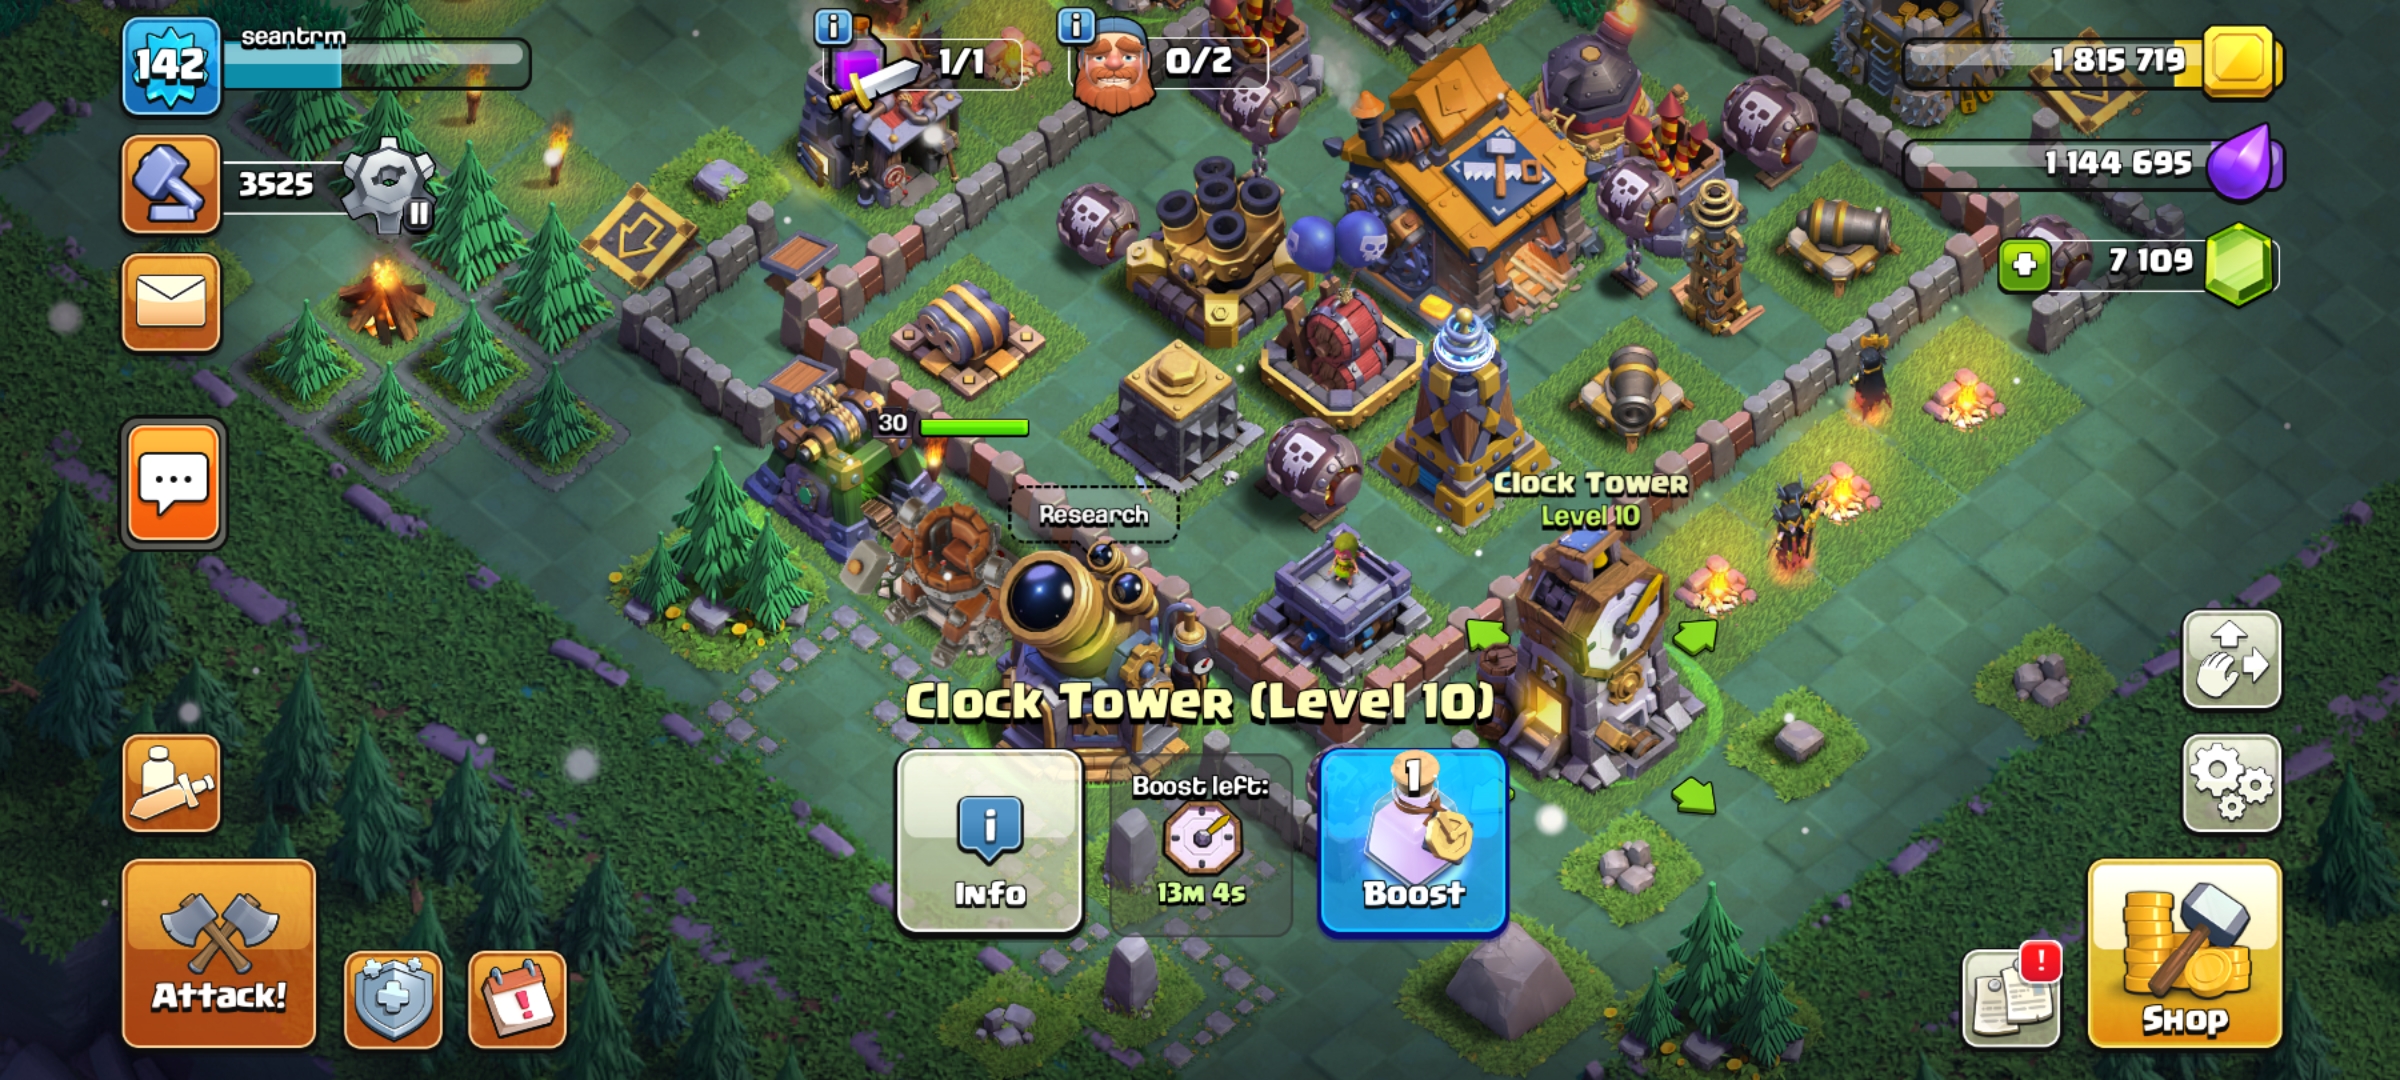 142
seantrm
1/1
0/2
1 815 719
3525
1 144 695
7 109
30
Research
Clock Tower
Level 10
Clock Tower (Level 10)
Info
Boost left:
13m 4s
1
Boost
Attack!
!
Shop